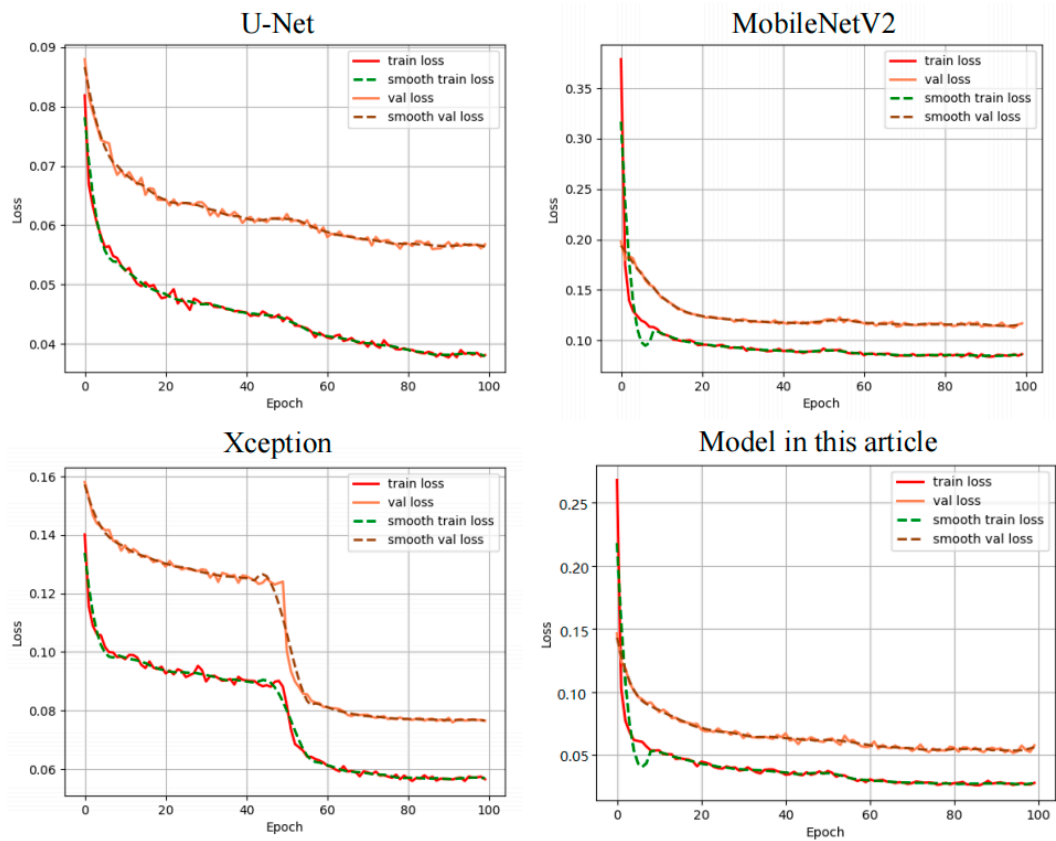 U-Net
0.09
0.08
0.07
0.06
0.05
0.04
Loss
0 20 40 60 80 100
Epoch
train loss
smooth train loss
val loss
smooth val loss
MobileNetV2
0.35
0.30
0.25
0.20
0.15
0.10
Loss
0 20 40 60 80 100
Epoch
train loss
val loss
smooth train loss
smooth val loss
Xception
0.16
0.14
0.12
0.10
0.08
0.06
Loss
0 20 40 60 80 100
Epoch
train loss
val loss
smooth train loss
smooth val loss
Model in this article
0.25
0.20
0.15
0.10
0.05
Loss
0 20 40 60 80 100
Epoch
train loss
val loss
smooth train loss
smooth val loss